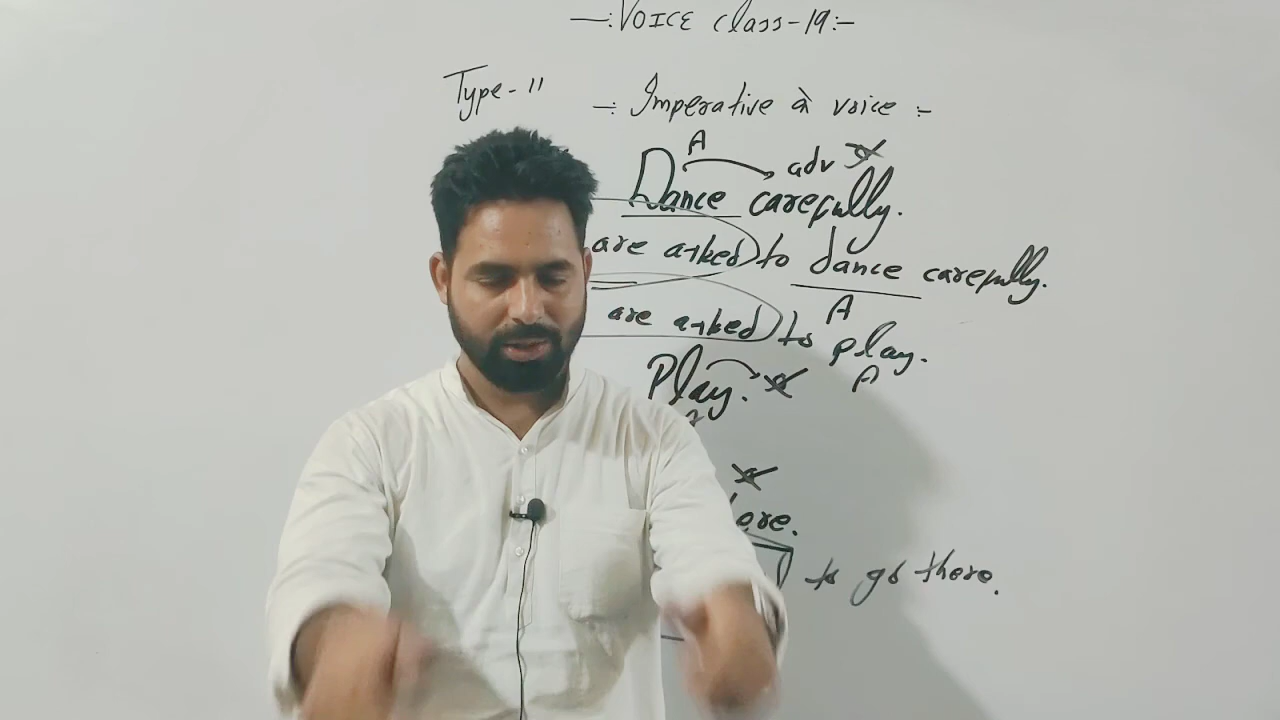 —:VOICE class-19:—
Type-11 —: Imperative à voice :—
A
adv
Dance carefully.
are asked to dance carefully.
A
are asked to play.
A
Play.
ere.
to go there.